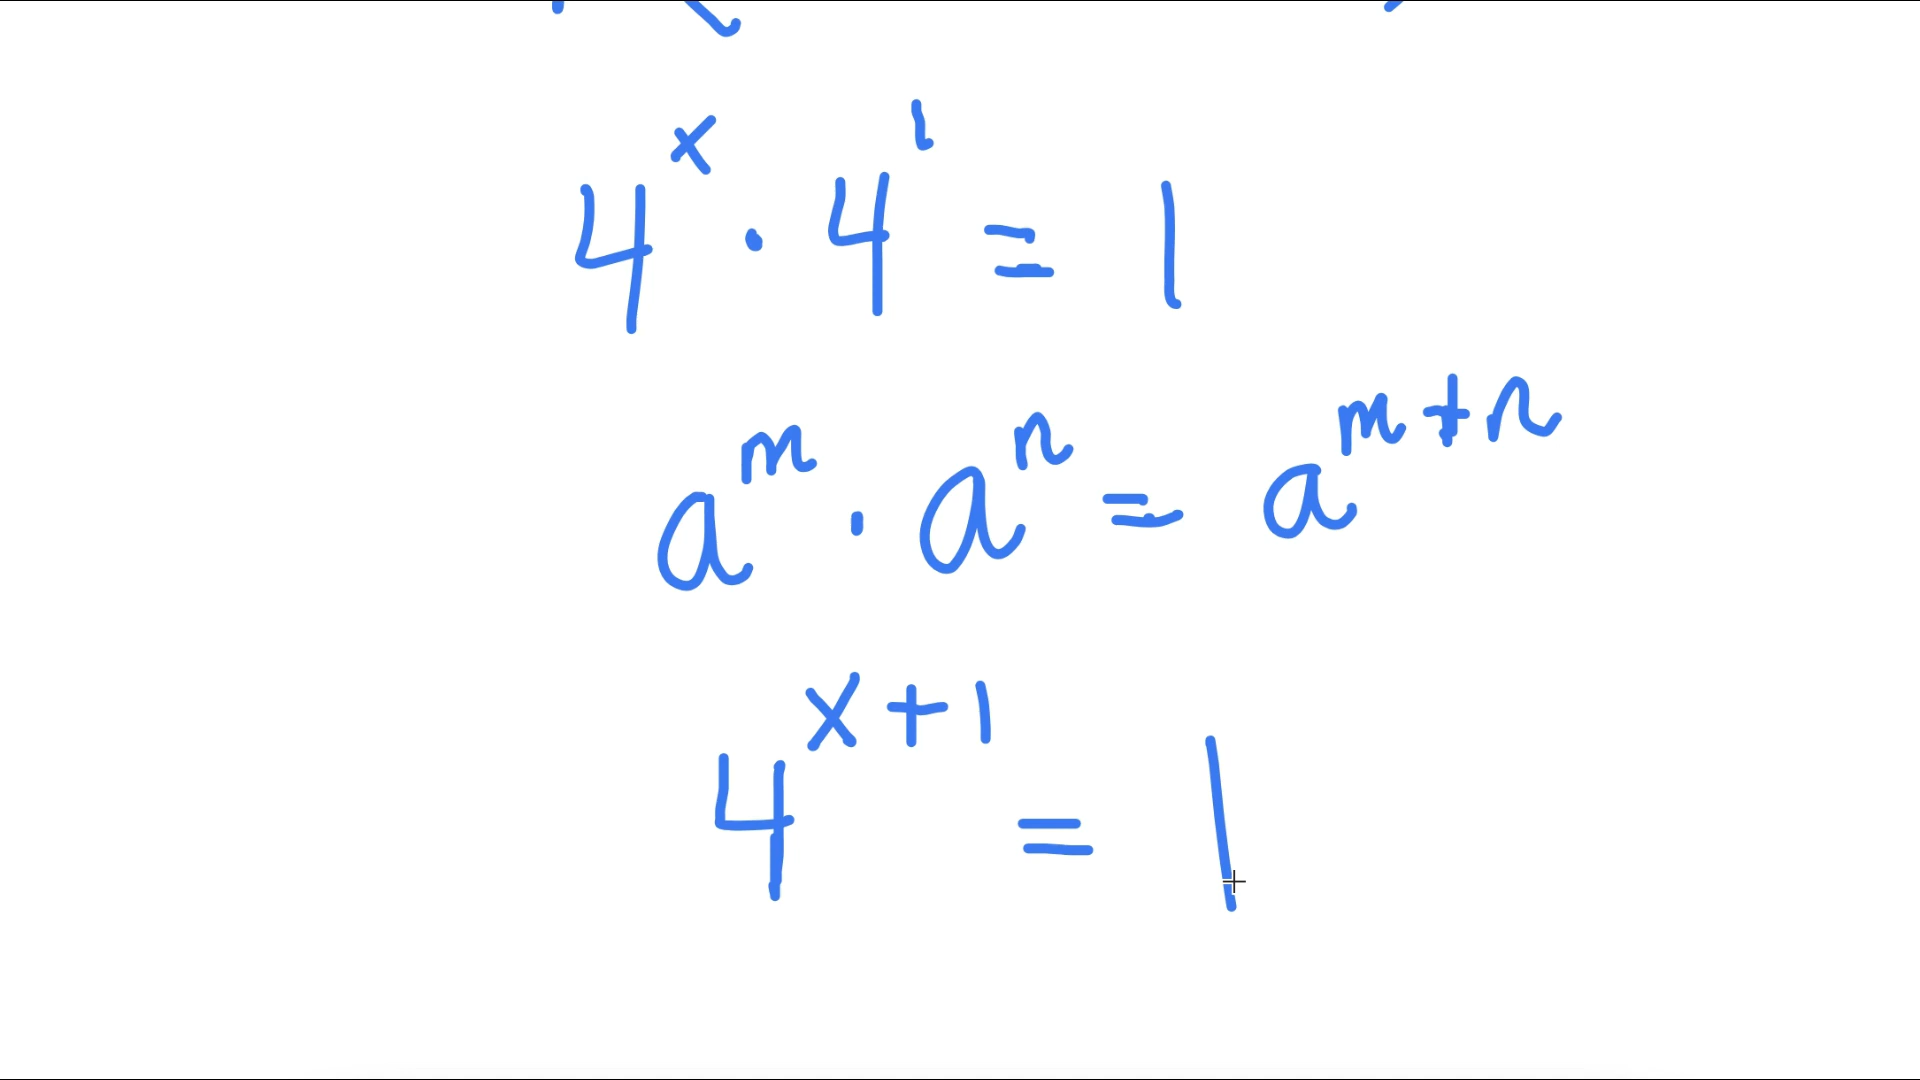 4^x · 4^1 = 1
a^m · a^n = a^{m+n}
4^{x+1} = 1